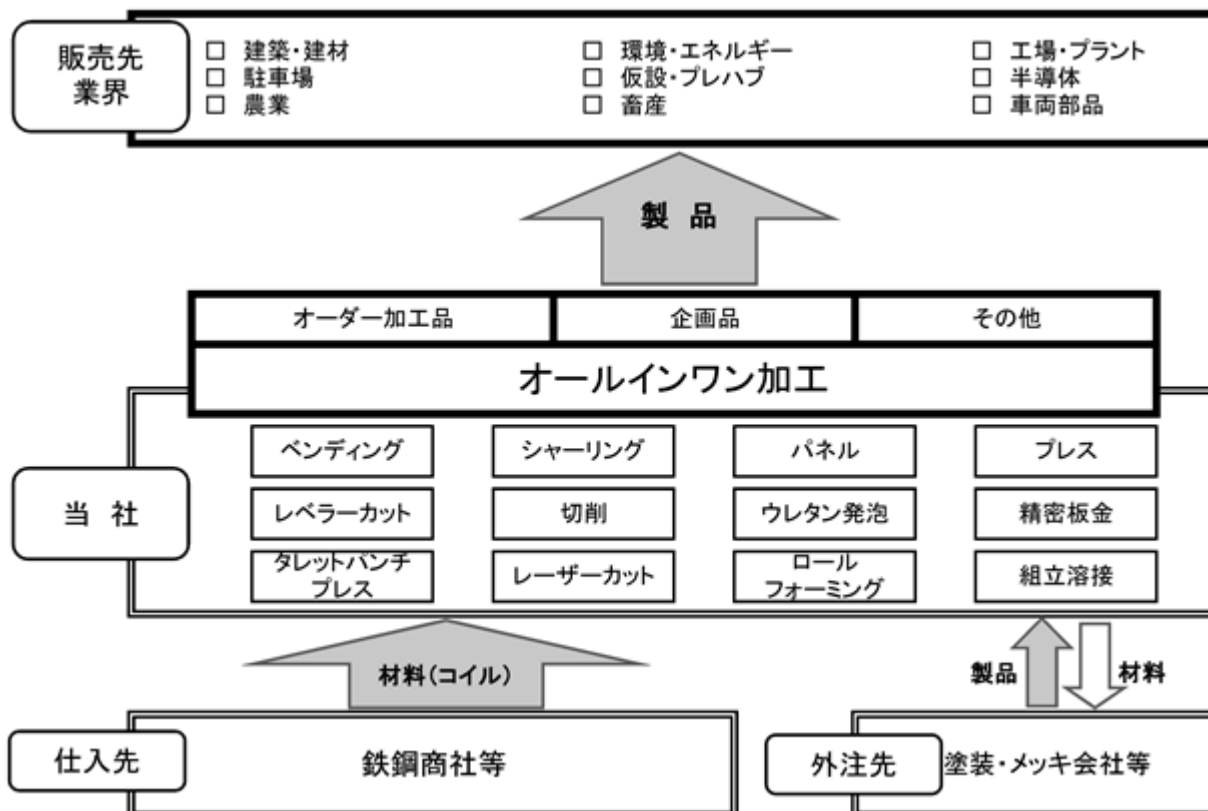 販売先
業界
□ 建築・建材
□ 駐車場
□ 農業
□ 環境・エネルギー
□ 仮設・プレハブ
□ 畜産
□ 工場・プラント
□ 半導体
□ 車両部品
製 品
オーダー加工品
企画品
その他
オールインワン加工
当 社
ベンディング
シャーリング
パネル
プレス
レベラーカット
切削
ウレタン発泡
精密板金
タレットパンチ
プレス
レーザーカット
ロール
フォーミング
組立溶接
材料(コイル)
製品
材料
仕入先
鉄鋼商社等
外注先
塗装・メッキ会社等